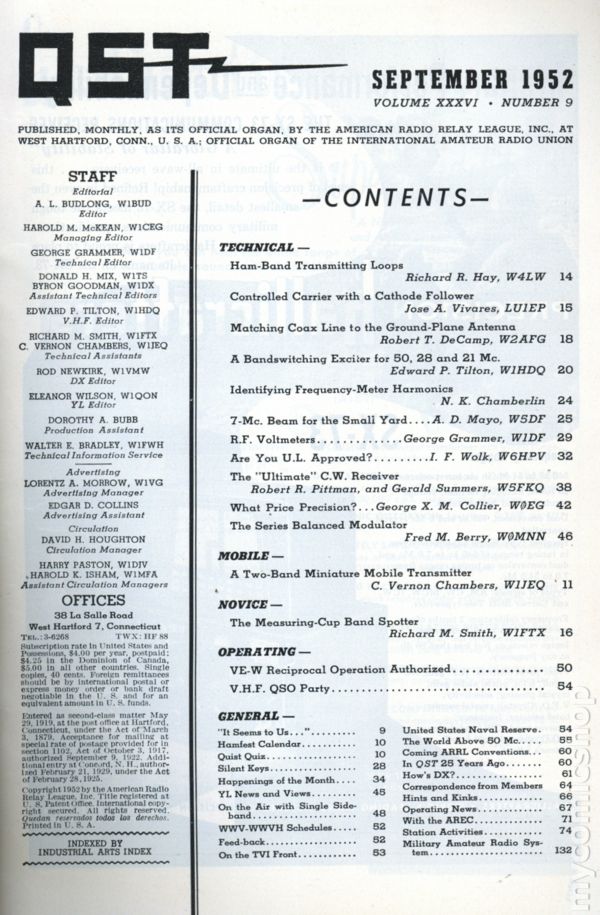 QST
SEPTEMBER 1952
VOLUME XXXVI • NUMBER 9
PUBLISHED, MONTHLY, AS ITS OFFICIAL ORGAN, BY THE AMERICAN RADIO RELAY LEAGUE, INC., AT
WEST HARTFORD, CONN., U. S. A.; OFFICIAL ORGAN OF THE INTERNATIONAL AMATEUR RADIO UNION
STAFF
Editorial
A. L. BUDLONG, W1BUD
Editor
HAROLD M. McKEAN, W1CEG
Managing Editor
GEORGE GRAMMER, W1DF
Technical Editor
DONALD H. MIX, W1TS
BYRON GOODMAN, W1DX
Assistant Technical Editors
EDWARD P. TILTON, W1HDQ
V.H.F. Editor
RICHARD M. SMITH, W1FTX
C. VERNON CHAMBERS, W1JEQ
Technical Assistants
ROD NEWKIRK, W1VMW
DX Editor
ELEANOR WILSON, W1QON
YL Editor
DOROTHY A. BUBB
Production Assistant
WALTER E. BRADLEY, W1FWH
Technical Information Service
Advertising
LORENTZ A. MORROW, W1VG
Advertising Manager
EDGAR D. COLLINS
Advertising Assistant
Circulation
DAVID H. HOUGHTON
Circulation Manager
HARRY PASTON, W1DJV
HAROLD K. ISHAM, W1MFA
Assistant Circulation Managers
OFFICES
38 La Salle Road
West Hartford 7, Connecticut
TEL.: 3-6268 TWX: HF 88
Subscription rate in United States and
Possessions, $4.00 per year, postpaid;
$4.25 in the Dominion of Canada,
$5.00 in all other countries. Single
copies, 40 cents. Foreign remittances
should be by international postal or
express money order or bank draft
negotiable in the U. S. and for an
equivalent amount in U. S. funds.
Entered as second-class matter May
29, 1919, at the post office at Hartford,
Connecticut, under the Act of March
3, 1879. Acceptance for mailing at
special rate of postage provided for in
section 1102, Act of October 3, 1917,
authorized September 9, 1922. Addi-
tional entry at Concord, N. H., author-
ized February 21, 1929, under the Act
of February 28, 1925.
Copyright 1952 by the American Radio
Relay League, Inc. Title registered at
U. S. Patent Office. International copy-
right secured. All rights reserved.
Quedan reservados todos los derechos.
Printed in U. S. A.
INDEXED BY
INDUSTRIAL ARTS INDEX
—CONTENTS—
TECHNICAL —
Ham-Band Transmitting Loops
Richard R. Hay, W4LW 14
Controlled Carrier with a Cathode Follower
Jose A. Vivares, LU1EP 15
Matching Coax Line to the Ground-Plane Antenna
Robert T. DeCamp, W2AFG 18
A Bandswitching Exciter for 50, 28 and 21 Mc.
Edward P. Tilton, W1HDQ 20
Identifying Frequency-Meter Harmonics
N. K. Chamberlin 24
7-Mc. Beam for the Small Yard....A. D. Mayo, W5DF 25
R.F. Voltmeters..............George Grammer, W1DF 29
Are You U.L. Approved?.........I. F. Wolk, W6HPV 32
The "Ultimate" C.W. Receiver
Robert R. Pittman, and Gerald Summers, W5FKQ 38
What Price Precision?...George X. M. Collier, WØEG 42
The Series Balanced Modulator
Fred M. Berry, WØMNN 46
MOBILE —
A Two-Band Miniature Mobile Transmitter
C. Vernon Chambers, W1JEQ 11
NOVICE —
The Measuring-Cup Band Spotter
Richard M. Smith, W1FTX 16
OPERATING —
VE-W Reciprocal Operation Authorized.............. 50
V.H.F. QSO Party.................................. 54
GENERAL —
"It Seems to Us..." ....... 9
Hamfest Calendar.......... 10
Quist Quiz................ 10
Silent Keys............... 28
Happenings of the Month.... 34
YL News and Views......... 45
On the Air with Single Side-
band................... 48
WWV-WWVH Schedules..... 52
Feed-back................. 52
On the TVI Front........... 53
United States Naval Reserve. 54
The World Above 50 Mc..... 55
Coming ARRL Conventions... 60
In QST 25 Years Ago........ 60
How's DX?................. 61
Correspondence from Members 64
Hints and Kinks............ 66
Operating News............ 67
With the AREC............. 71
Station Activities.......... 74
Military Amateur Radio Sys-
tem..................... 132
mycomicshop